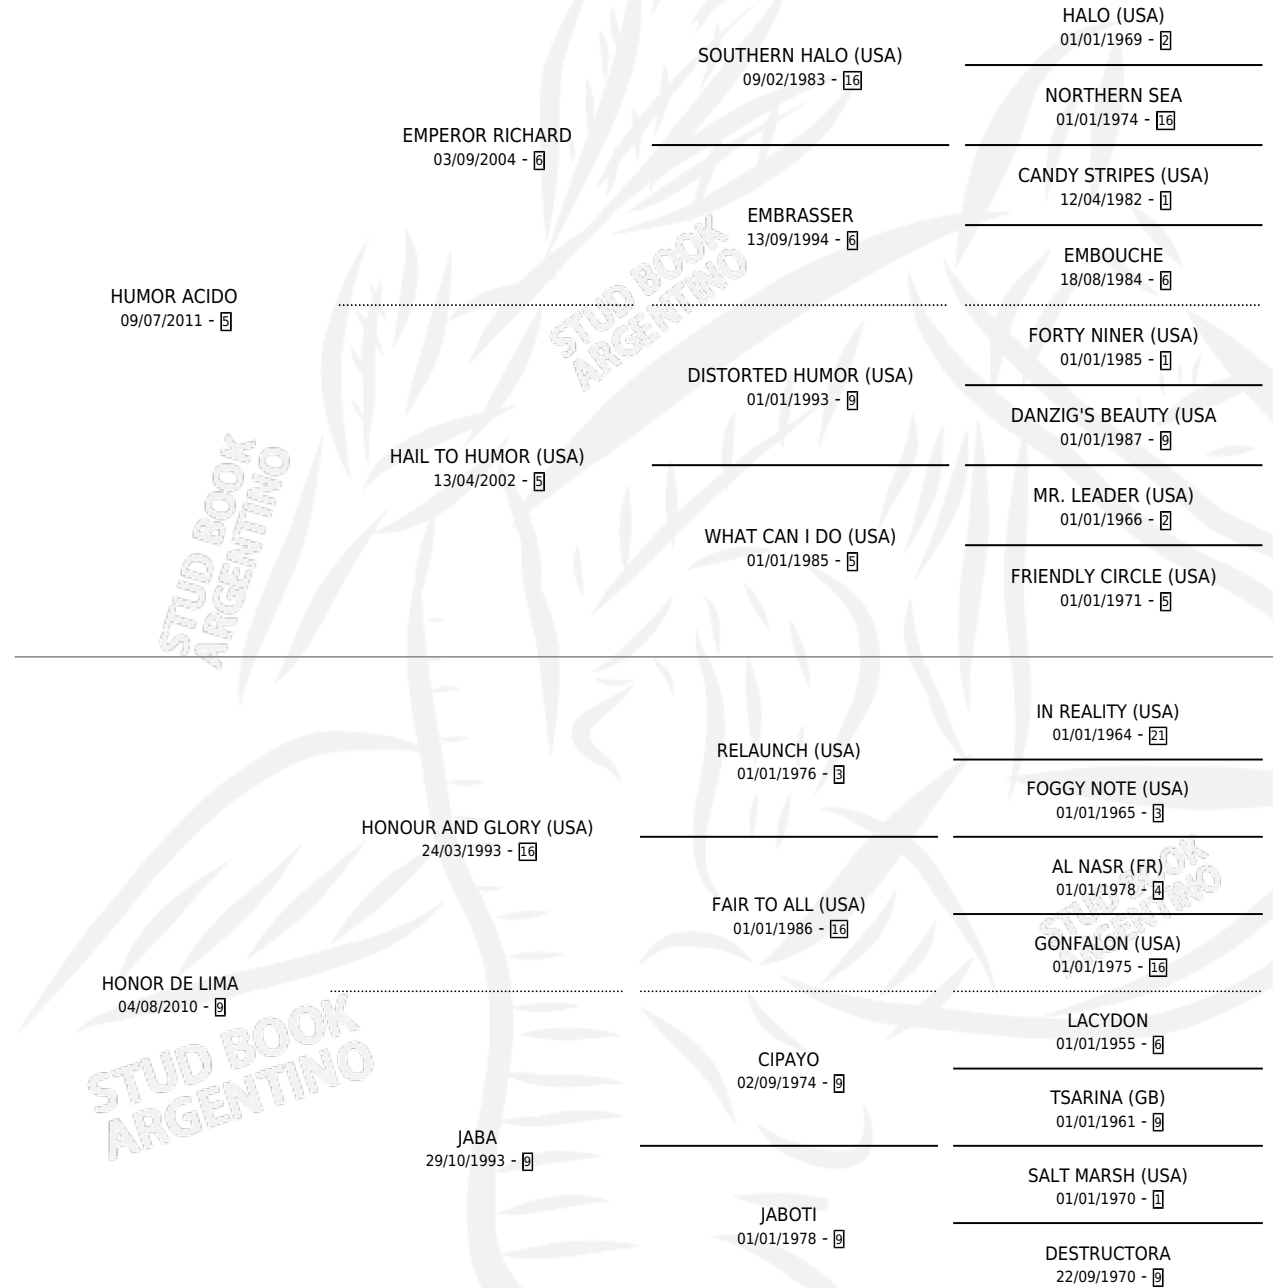 HALO (USA)
01/01/1969 - 2
SOUTHERN HALO (USA)
09/02/1983 - 16
NORTHERN SEA
01/01/1974 - 16
EMPEROR RICHARD
03/09/2004 - 6
CANDY STRIPES (USA)
12/04/1982 - 1
EMBRASSER
13/09/1994 - 6
EMBOUCHE
18/08/1984 - 6
HUMOR ACIDO
09/07/2011 - 5
STUD BOOK
ARGENTINO
FORTY NINER (USA)
01/01/1985 - 1
DISTORTED HUMOR (USA)
01/01/1993 - 9
DANZIG'S BEAUTY (USA
01/01/1987 - 9
HAIL TO HUMOR (USA)
13/04/2002 - 5
MR. LEADER (USA)
01/01/1966 - 2
WHAT CAN I DO (USA)
01/01/1985 - 5
FRIENDLY CIRCLE (USA)
01/01/1971 - 5
STUD BOOK
ARGENTINO
IN REALITY (USA)
01/01/1964 - 21
RELAUNCH (USA)
01/01/1976 - 3
FOGGY NOTE (USA)
01/01/1965 - 3
HONOUR AND GLORY (USA)
24/03/1993 - 16
AL NASR (FR)
01/01/1978 - 4
FAIR TO ALL (USA)
01/01/1986 - 16
GONFALON (USA)
01/01/1975 - 16
STUD BOOK
ARGENTINO
HONOR DE LIMA
04/08/2010 - 9
STUD BOOK
ARGENTINO
LACYDON
01/01/1955 - 6
CIPAYO
02/09/1974 - 9
TSARINA (GB)
01/01/1961 - 9
JABA
29/10/1993 - 9
SALT MARSH (USA)
01/01/1970 - 1
JABOTI
01/01/1978 - 9
DESTRUCTORA
22/09/1970 - 9